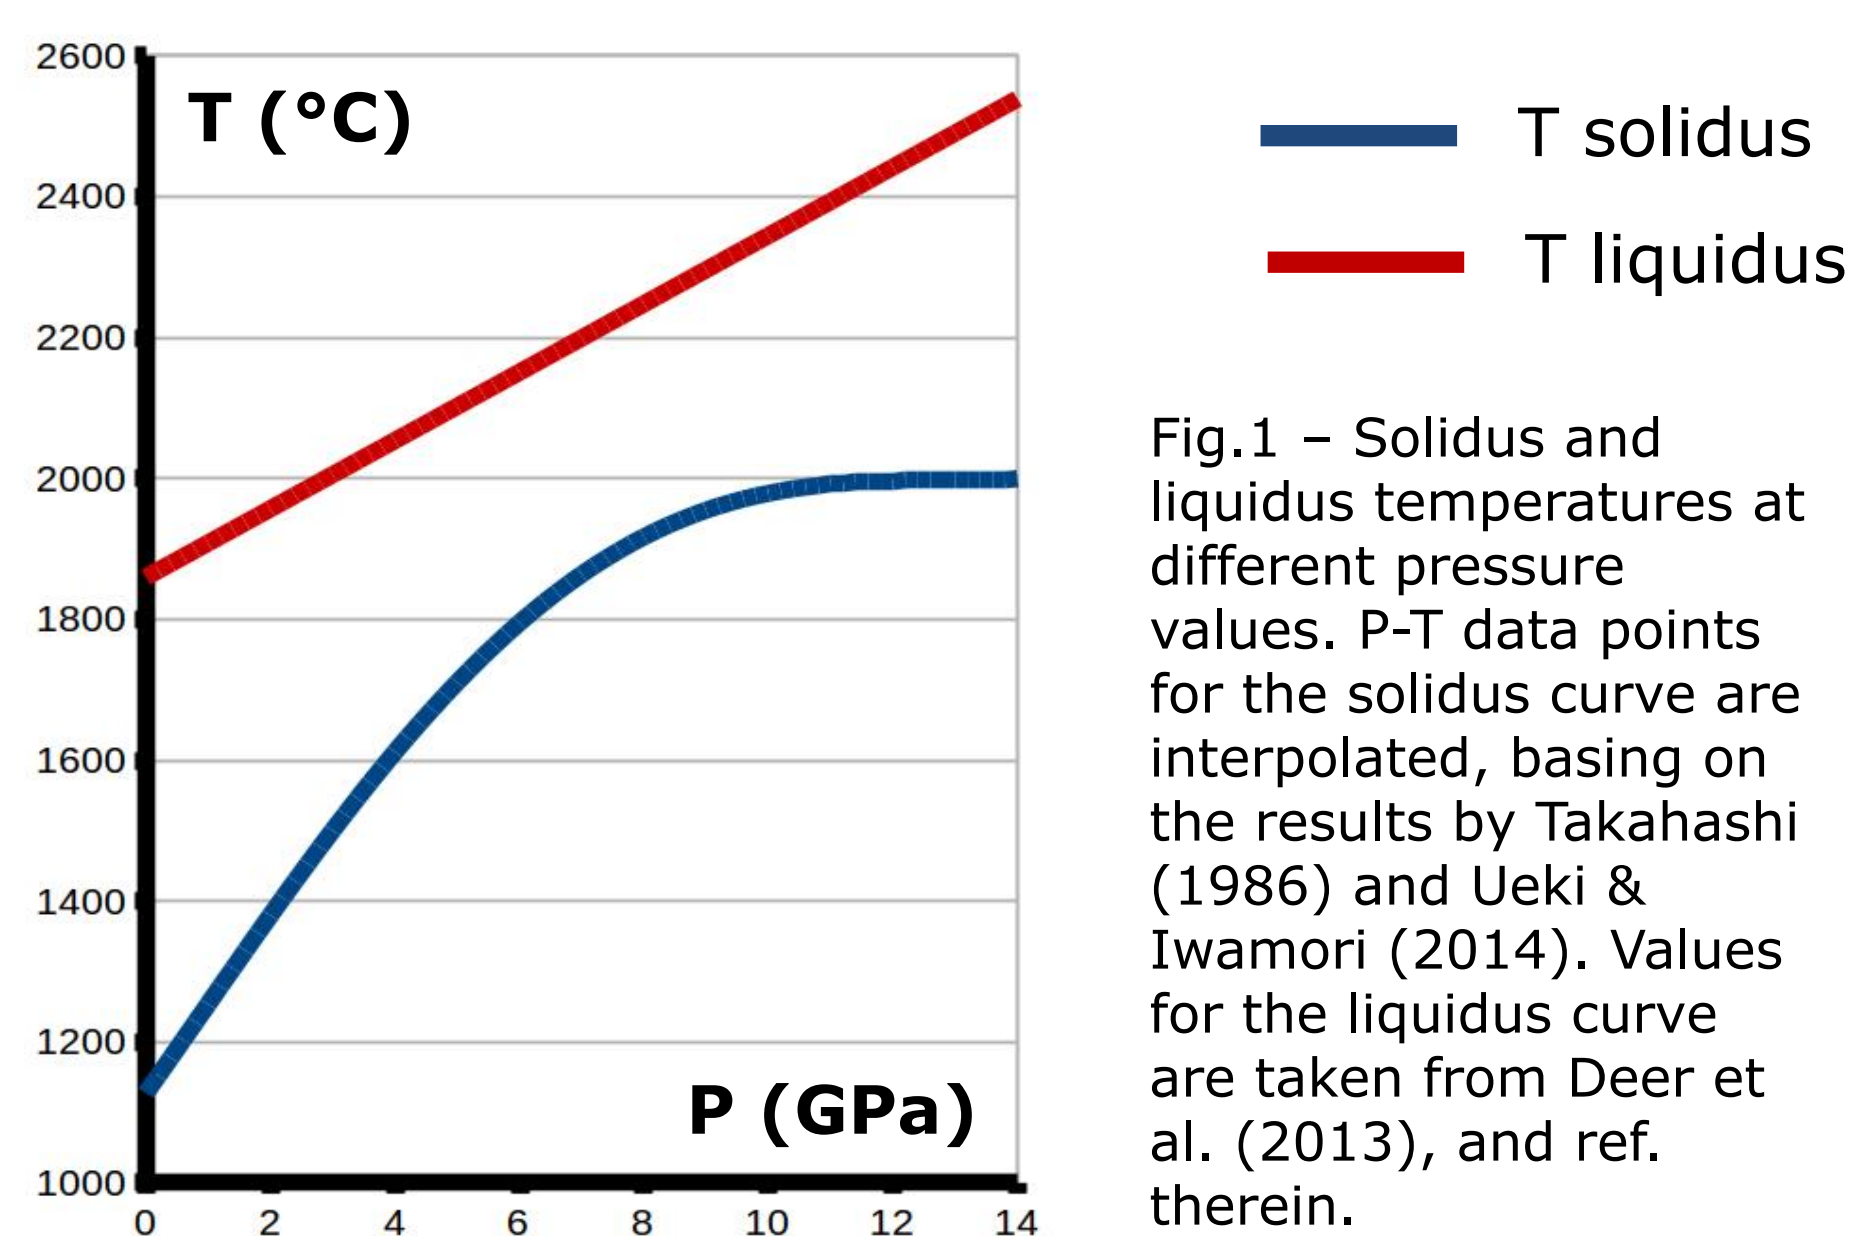 2600
T (°C)
2400
2200
2000
1800
1600
1400
1200
1000
P (GPa)
0 2 4 6 8 10 12 14
T solidus
T liquidus
Fig.1 – Solidus and
liquidus temperatures at
different pressure
values. P-T data points
for the solidus curve are
interpolated, basing on
the results by Takahashi
(1986) and Ueki &
Iwamori (2014). Values
for the liquidus curve
are taken from Deer et
al. (2013), and ref.
therein.